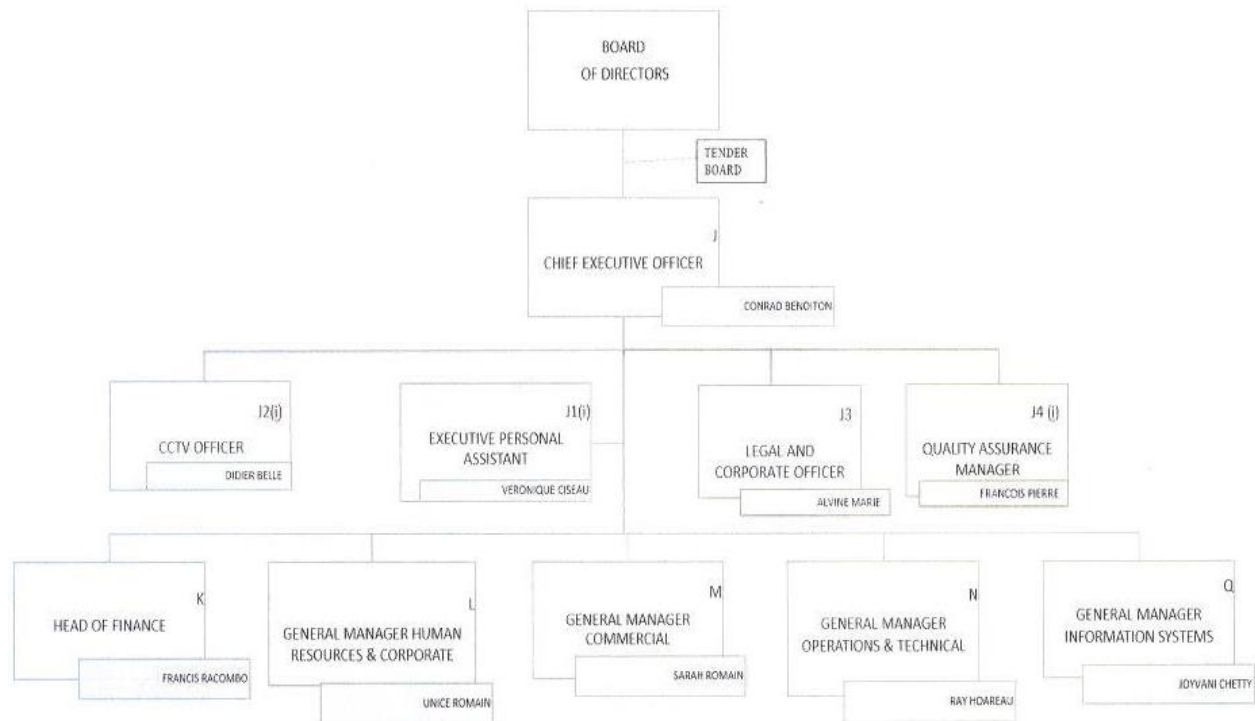 BOARD
OF DIRECTORS
TENDER
BOARD
J
CHIEF EXECUTIVE OFFICER
CONRAD BENOITON
J2(i)
CCTV OFFICER
DIDIER BELLE
J1(i)
EXECUTIVE PERSONAL
ASSISTANT
VERONIQUE CISEAU
J3
LEGAL AND
CORPORATE OFFICER
ALVINE MARIE
J4 (i)
QUALITY ASSURANCE
MANAGER
FRANCOIS PIERRE
K
HEAD OF FINANCE
FRANCIS RACOMBO
L
GENERAL MANAGER HUMAN
RESOURCES & CORPORATE
UNICE ROMAIN
M
GENERAL MANAGER
COMMERCIAL
SARAH ROMAIN
N
GENERAL MANAGER
OPERATIONS & TECHNICAL
RAY HOAREAU
Q
GENERAL MANAGER
INFORMATION SYSTEMS
JOYVANI CHETTY